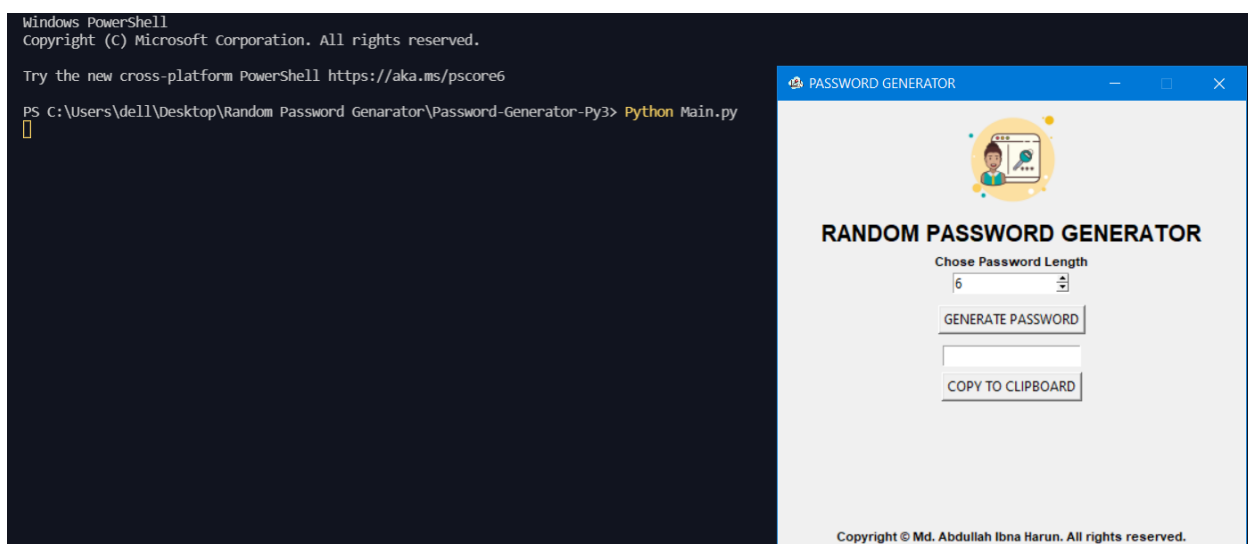 Windows PowerShell
Copyright (C) Microsoft Corporation. All rights reserved.
Try the new cross-platform PowerShell https://aka.ms/pscore6
PS C:\Users\dell\Desktop\Random Password Genarator\Password-Generator-Py3> Python Main.py
PASSWORD GENERATOR
RANDOM PASSWORD GENERATOR
Chose Password Length
6
GENERATE PASSWORD
COPY TO CLIPBOARD
Copyright © Md. Abdullah Ibna Harun. All rights reserved.